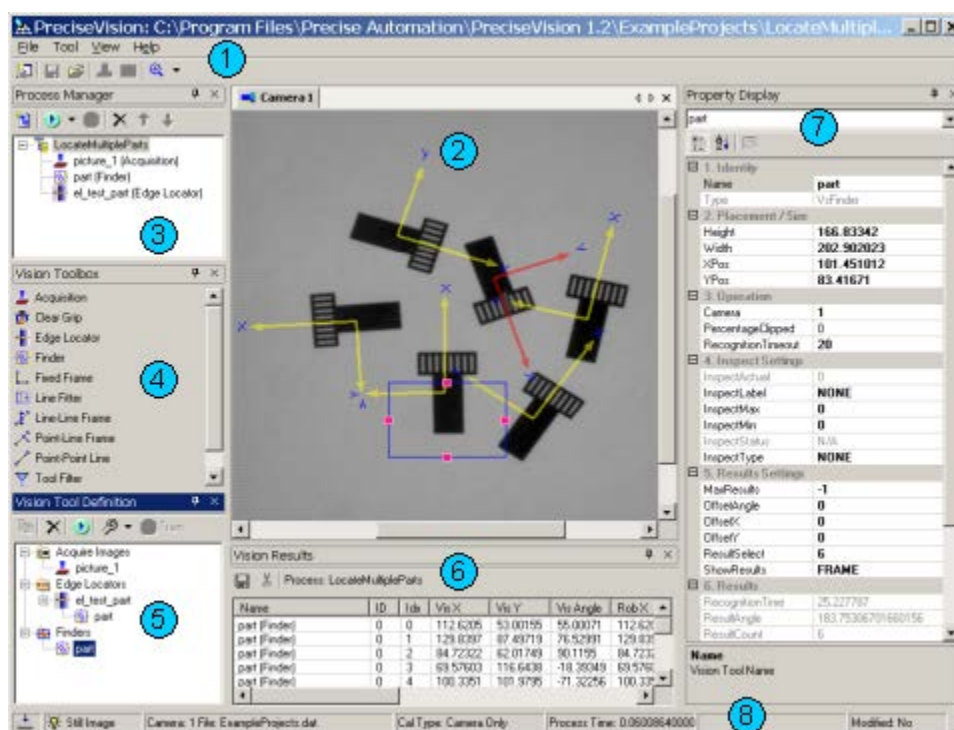 PreciseVision: C:\Program Files\Precise Automation\PreciseVision 1.2\ExampleProjects\LocateMultipl...
File Tool View Help
1
Process Manager
LocateMultipleParts
picture_1 (Acquisition)
part (Finder)
el_test_part (Edge Locator)
3
Vision Toolbox
Acquisition
Clear Grip
Edge Locator
Finder
Fixed Frame
Line Fitter
Line-Line Frame
Point-Line Frame
Point-Point Line
Tool Filter
4
Vision Tool Definition
Train
Acquire Images
picture_1
Edge Locators
el_test_part
part
Finders
part
5
Camera 1
2
Vision Results
6
Process: LocateMultipleParts
Name ID Idx Vis X Vis Y Vis Angle Rob X
part (Finder) 0 0 112.6205 53.00155 55.00071 112.620
part (Finder) 0 1 129.8397 87.49719 76.52991 129.839
part (Finder) 0 2 84.72322 62.01749 90.1195 84.7232
part (Finder) 0 3 69.57603 116.6438 -18.39349 69.5760
part (Finder) 0 4 100.3351 101.9795 -71.32256 100.335
Property Display
part
7
1. Identity
Name part
Type VsFinder
2. Placement / Size
Height 166.83342
Width 202.902023
XPos 101.451012
YPos 83.41671
3. Operation
Camera 1
PercentageClipped 0
RecognitionTimeout 20
4. Inspect Settings
InspectActual 0
InspectLabel NONE
InspectMax 0
InspectMin 0
InspectStatus N/A
InspectType NONE
5. Results Settings
MaxResults -1
OffsetAngle 0
OffsetX 0
OffsetY 0
ResultSelect 6
ShowResults FRAME
6. Results
RecognitionTime 25.227787
ResultAngle 183.75306701660156
ResultCount 6
Name
Vision Tool Name
Still Image
Camera: 1 File: ExampleProjects.dat
Cal Type: Camera Only
Process Time: 0.06008640000
8
Modified: No